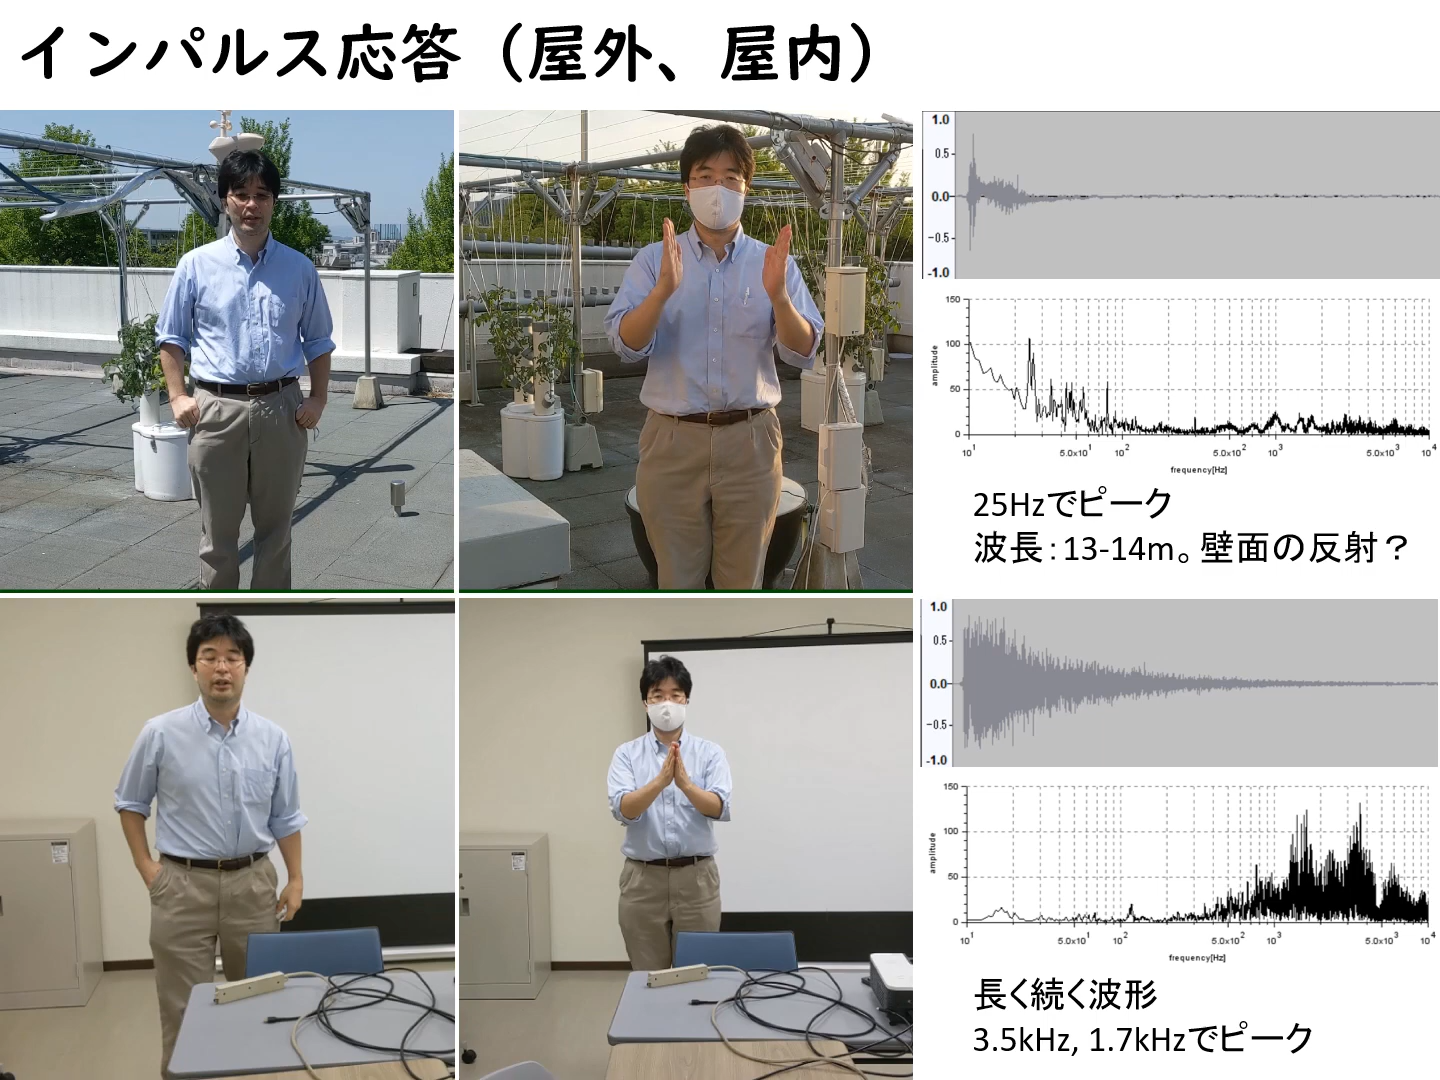 インパルス応答（屋外、屋内）
1.0
0.5
0.0
-0.5
-1.0
150
100
50
0
amplitude
10¹
5.0x10¹
10²
5.0x10²
10³
5.0x10³
10⁴
frequency[Hz]
25Hzでピーク
波長：13-14m。壁面の反射？
1.0
0.5
0.0
-0.5
-1.0
150
100
50
0
amplitude
10¹
5.0x10¹
10²
5.0x10²
10³
5.0x10³
10⁴
frequency[Hz]
長く続く波形
3.5kHz, 1.7kHzでピーク